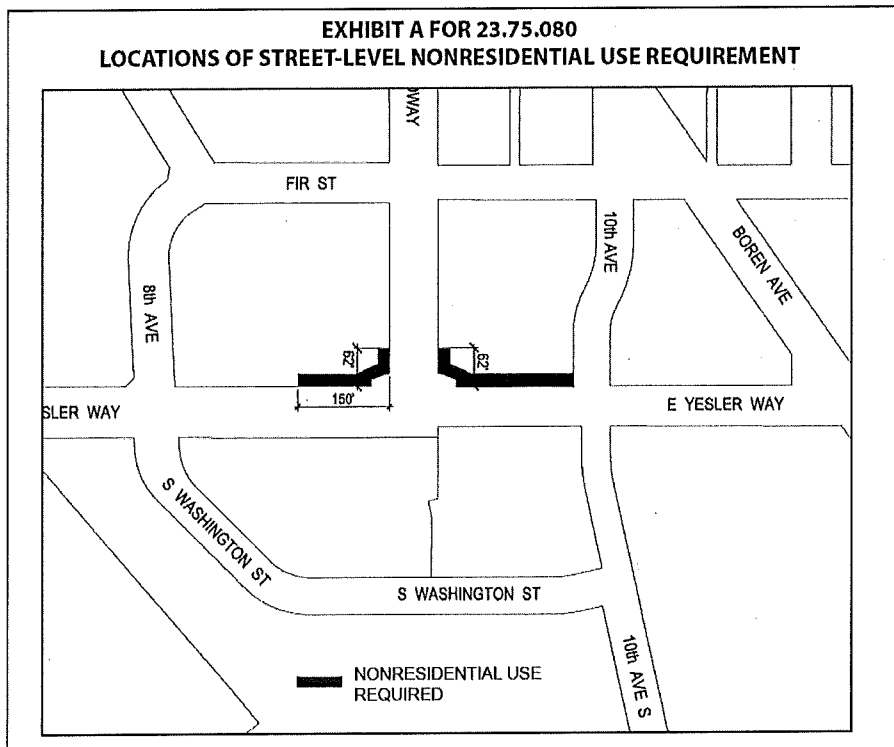 EXHIBIT A FOR 23.75.080
LOCATIONS OF STREET-LEVEL NONRESIDENTIAL USE REQUIREMENT
DWAY
FIR ST
10th AVE
BOREN AVE
8th AVE
62'
62'
150'
SLER WAY
E YESLER WAY
S WASHINGTON ST
S WASHINGTON ST
10th AVE S
NONRESIDENTIAL USE
REQUIRED